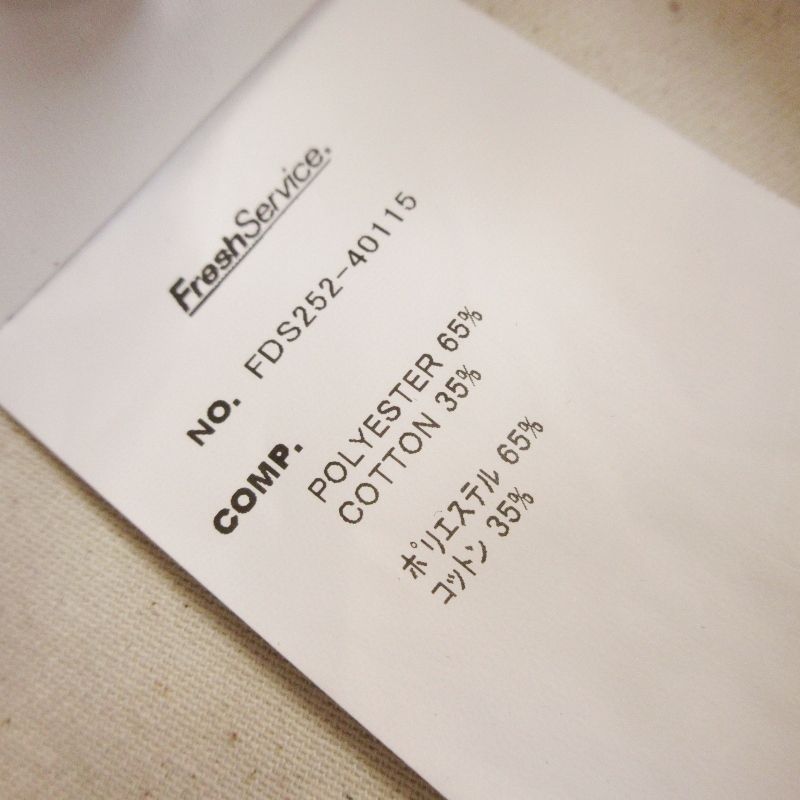 FreshService.
NO. FDS252-40115
COMP. POLYESTER 65%
COTTON 35%
ポリエステル 65%
コットン 35%